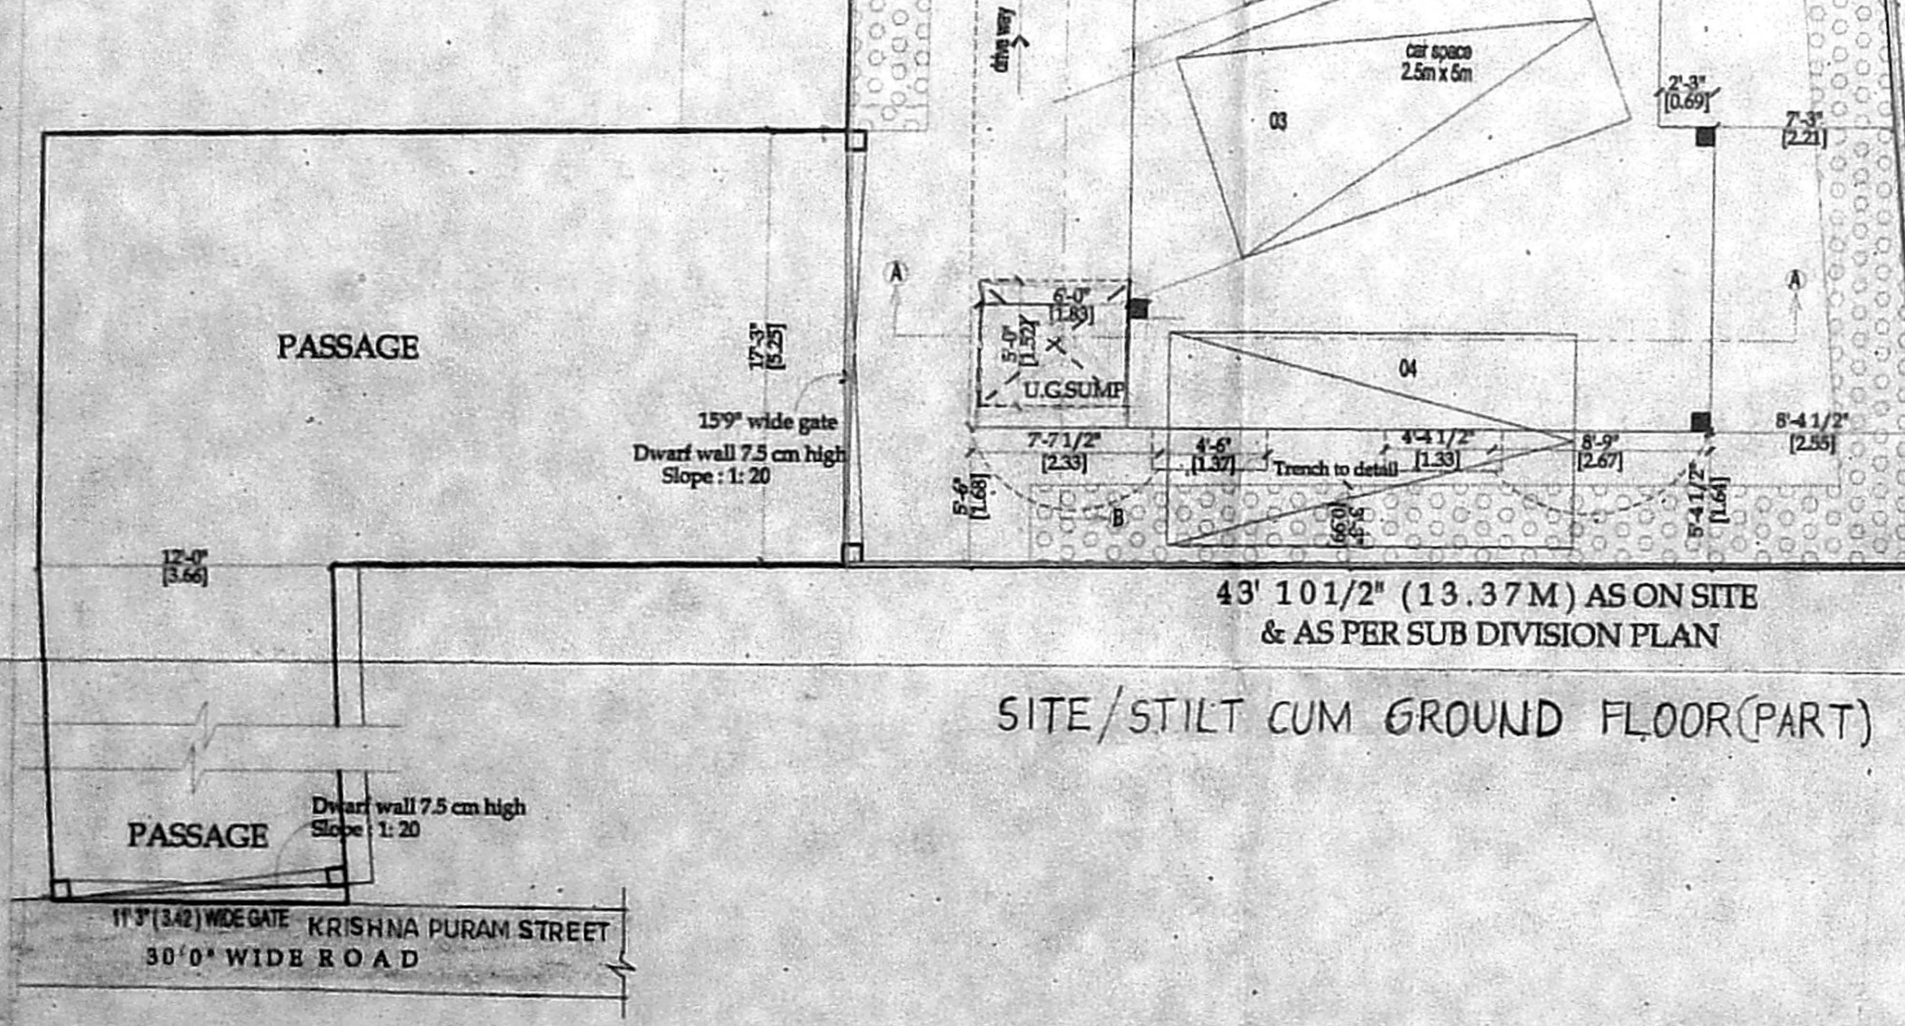 drive way
car space
2.5m x 5m
03
2'-3"
[0.69]
7'-3"
[2.21]
A
A
PASSAGE
17'-3"
[5.25]
6'-0"
[1.83]
5'-0"
[1.52]
X
U.G.SUMP
04
15'9" wide gate
Dwarf wall 7.5 cm high
Slope : 1: 20
7'-7 1/2"
[2.33]
4'-6"
[1.37]
4'-4 1/2"
[1.33]
8'-9"
[2.67]
8'-4 1/2"
[2.55]
Trench to detail
5'-6"
[1.68]
B
5'-4 1/2"
[1.64]
12'-0"
[3.66]
43' 10 1/2" (13.37M) AS ON SITE
& AS PER SUB DIVISION PLAN
SITE/STILT CUM GROUND FLOOR(PART)
Dwarf wall 7.5 cm high
Slope : 1: 20
PASSAGE
11'3" (3.42) WIDE GATE
KRISHNA PURAM STREET
30'0" WIDE ROAD